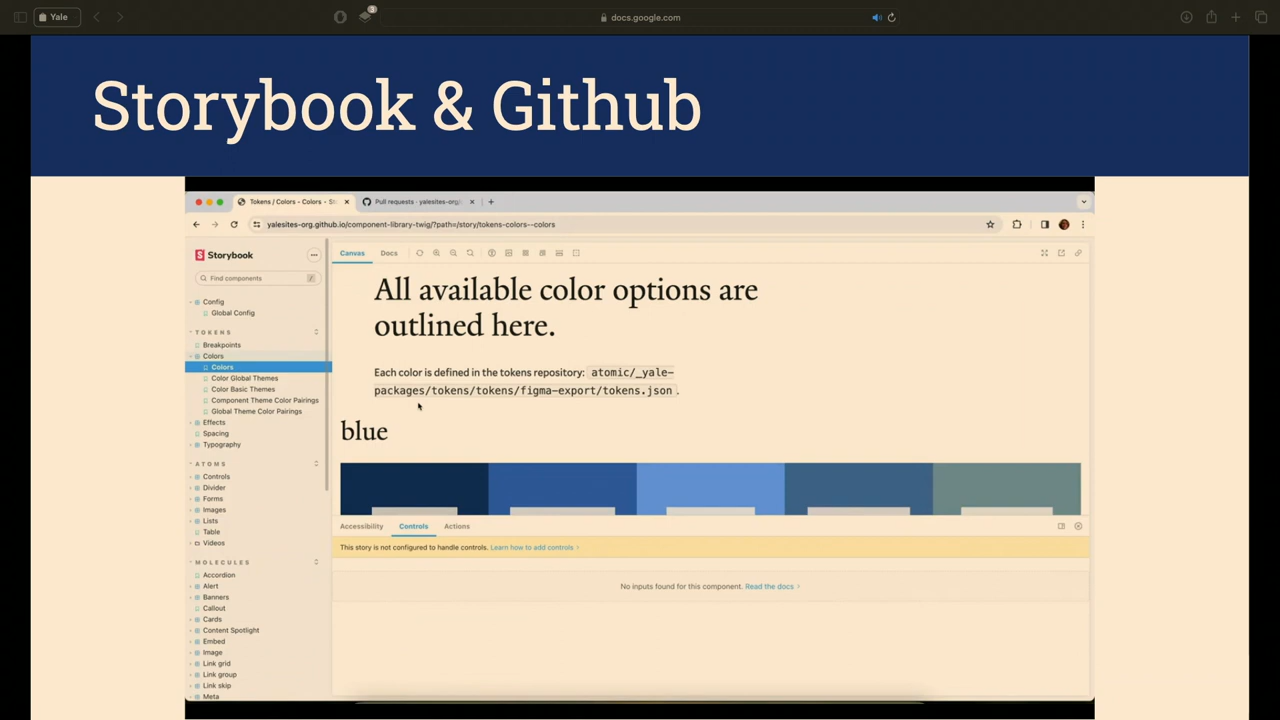 Yale
3
docs.google.com
Storybook & Github
Tokens / Colors - Colors - St
Pull requests · yalesites-org/
yalesites-org.github.io/component-library-twig/?path=/story/tokens-colors--colors
Storybook
Find components
/
Config
Global Config
TOKENS
Breakpoints
Colors
Colors
Color Global Themes
Color Basic Themes
Component Theme Color Pairings
Global Theme Color Pairings
Effects
Spacing
Typography
ATOMS
Controls
Divider
Forms
Images
Lists
Table
Videos
MOLECULES
Accordion
Alert
Banners
Callout
Cards
Content Spotlight
Embed
Image
Link grid
Link group
Link skip
Meta
Canvas
Docs
All available color options are
outlined here.
Each color is defined in the tokens repository: atomic/_yale-
packages/tokens/tokens/figma-export/tokens.json .
blue
Accessibility
Controls
Actions
This story is not configured to handle controls. Learn how to add controls
No inputs found for this component. Read the docs